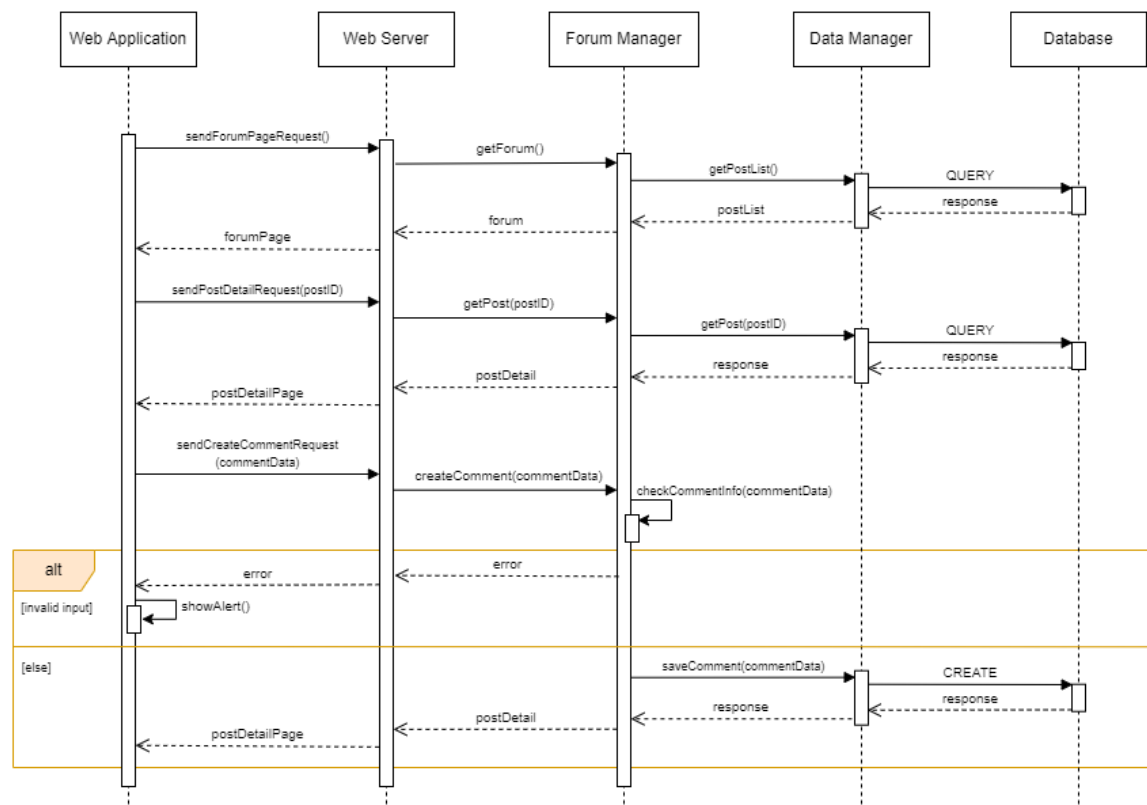 Web Application
Web Server
Forum Manager
Data Manager
Database
sendForumPageRequest()
getForum()
getPostList()
QUERY
response
postList
forum
forumPage
sendPostDetailRequest(postID)
getPost(postID)
getPost(postID)
QUERY
response
response
postDetail
postDetailPage
sendCreateCommentRequest
(commentData)
createComment(commentData)
checkCommentInfo(commentData)
alt
error
error
[invalid input]
showAlert()
[else]
saveComment(commentData)
CREATE
response
response
postDetail
postDetailPage